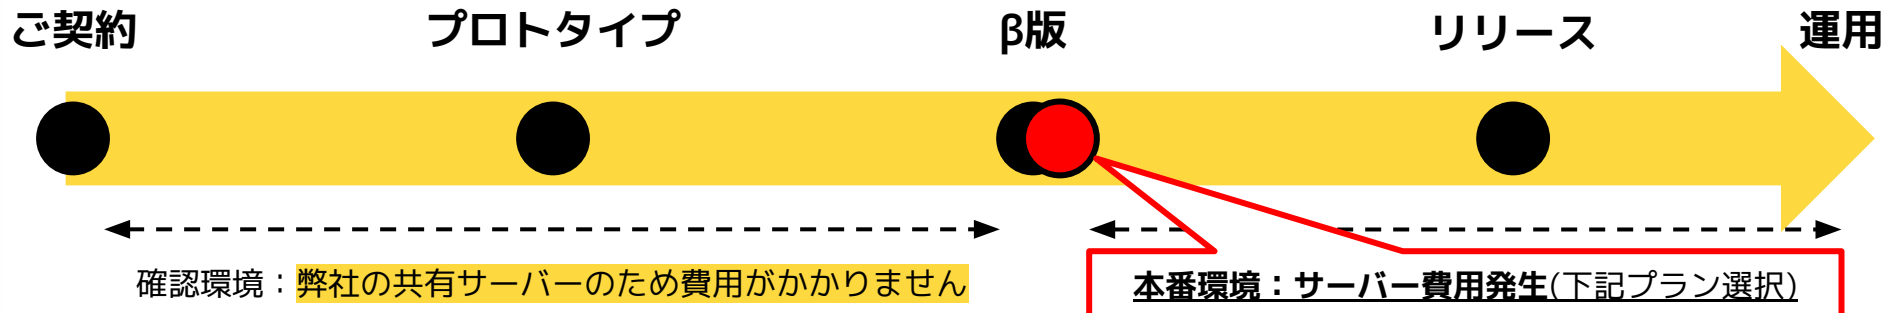 ご契約 プロトタイプ β版 リリース 運用
確認環境：弊社の共有サーバーのため費用がかかりません
本番環境：サーバー費用発生(下記プラン選択)